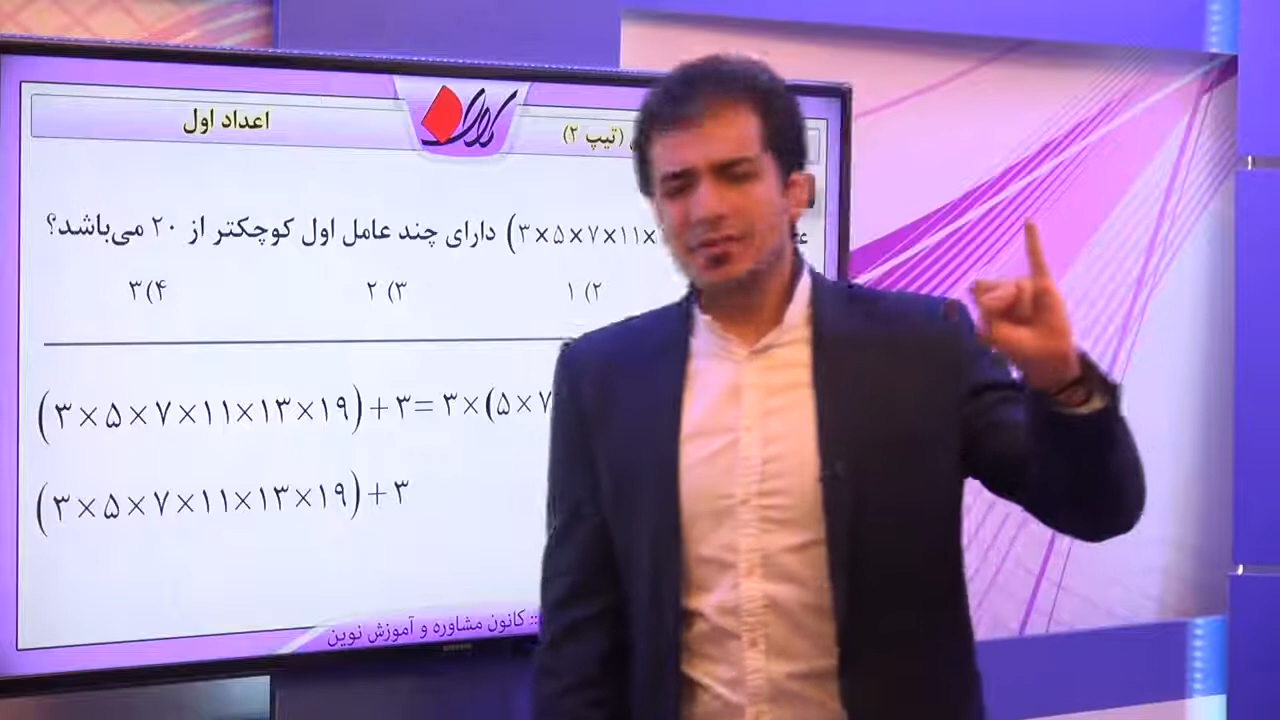 (تیپ ۲)
اعداد اول
(۳×۵×۷×۱۱× دارای چند عامل اول کوچکتر از ۲۰ می‌باشد؟
۲) ۱
۳) ۲
۴) ۳
(۳×۵×۷×۱۱×۱۳×۱۹)+۳=۳×(۵×۷
(۳×۵×۷×۱۱×۱۳×۱۹)+۳
:: کانون مشاوره و آموزش نوین